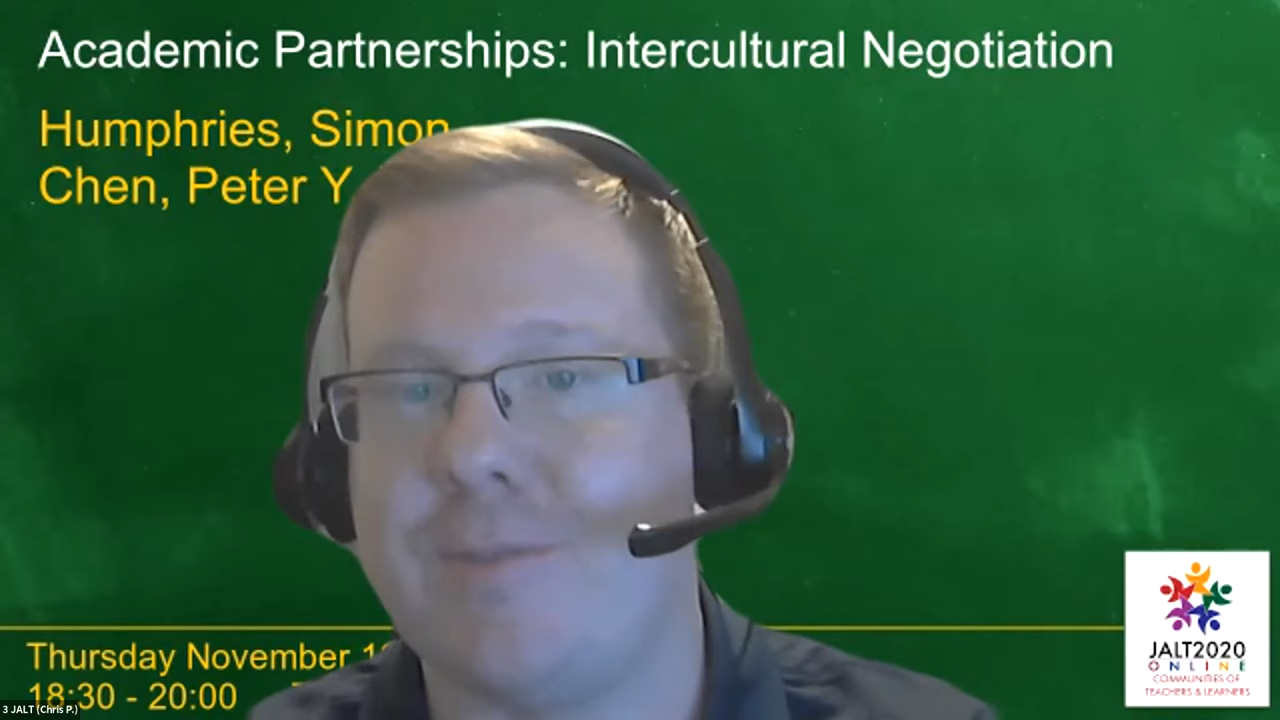 Academic Partnerships: Intercultural Negotiation
Humphries, Simon
Chen, Peter Y
Thursday November
18:30 - 20:00
3 JALT (Chris P.)
JALT2020
ONLINE
COMMUNITIES OF
TEACHERS & LEARNERS